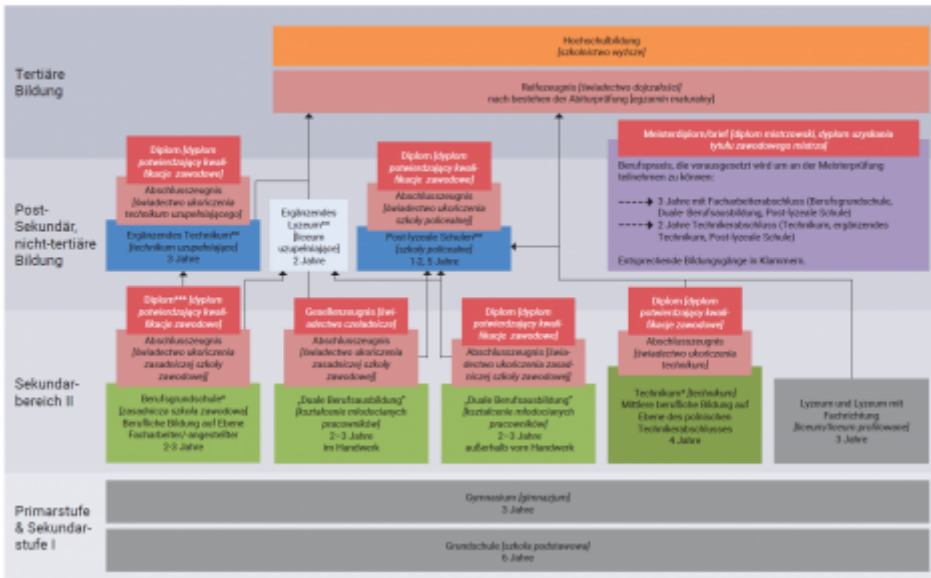 Tertiäre
Bildung
Hochschulbildung
[szkolnictwo wyższe]
Reifezeugnis [świadectwo dojrzałości]
nach bestehen der Abiturprüfung [egzamin maturalny]
Post-
Sekundär,
nicht-tertiäre
Bildung
Diplom [dyplom
potwierdzający kwali-
fikacje zawodowe]
Abschlusszeugnis
[świadectwo ukończenia
technikum uzupełniającego]
Ergänzendes Technikum**
[technikum uzupełniające]
3 Jahre
Ergänzendes
Lyzeum**
[liceum
uzupełniające]
2 Jahre
Diplom [dyplom
potwierdzający kwali-
fikacje zawodowe]
Abschlusszeugnis
[świadectwo ukończenia
szkoły policealnej]
Post-lyzeale Schulen**
[szkoły policealne]
1-2, 5 Jahre
Meisterdiplom/brief [diplom mistrzowski, dyplom uzyskania
tytułu zawodowego mistrza]
Berufspraxis, die vorausgesetzt wird um an der Meisterprüfung
teilnehmen zu können:
3 Jahre mit Facharbeiterabschluss (Berufsgrundschule,
Duale- Berufsausbildung, Post-lyzeale Schule)
2 Jahre Technikerabschluss (Technikum, ergänzendes
Technikum, Post-lyzeale Schule)
Entsprechende Bildungsgänge in Klammern.
Sekundar-
bereich II
Diplom*** [dyplom
potwierdzający kwali-
fikacje zawodowe]
Abschlusszeugnis
[świadectwo ukończenia
zasadniczej szkoły
zawodowej]
Berufsgrundschule*
[zasadnicza szkoła zawodowa]
Berufliche Bildung auf Ebene
Facharbeiter/-angestellter
2-3 Jahre
Gesellenzeugnis [świ-
adectwo czeladnicze]
Abschlusszeugnis
[świadectwo ukończenia
zasadniczej szkoły
zawodowej]
„Duale Berufsausbildung"
[kształcenie młodocianych
pracowników]
2–3 Jahre
im Handwerk
Diplom [dyplom
potwierdzający kwali-
fikacje zawodowe]
Abschlusszeugnis [świa-
dectwo ukończenia zasad-
niczej szkoły zawodowej]
„Duale Berufsausbildung"
[kształcenie młodocianych
pracowników]
2–3 Jahre
außerhalb vom Handwerk
Diplom [dyplom
potwierdzający kwali-
fikacje zawodowe]
Abschlusszeugnis
[świadectwo ukończenia
technikum]
Technikum* [technikum]
Mittlere berufliche Bildung auf
Ebene des polnischen
Technikerabschlusses
4 Jahre
Lyzeum und Lyzeum mit
Fachrichtung
[liceum/liceum profilowane]
3 Jahre
Primarstufe
& Sekundar-
stufe I
Gymnasium [gimnazjum]
3 Jahre
Grundschule [szkoła podstawowa]
6 Jahre